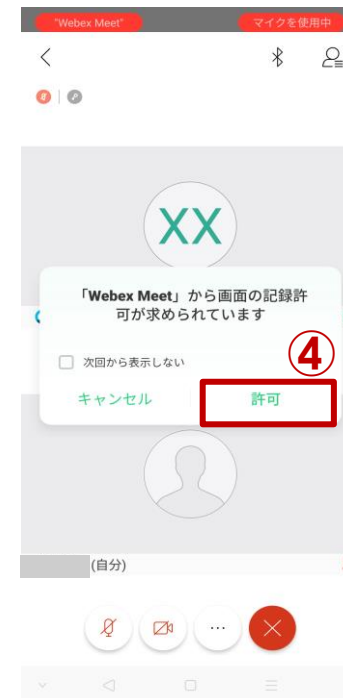 "Webex Meet" マイクを使用中
XX
「Webex Meet」から画面の記録許
可が求められています
④
次回から表示しない
キャンセル 許可
(自分)